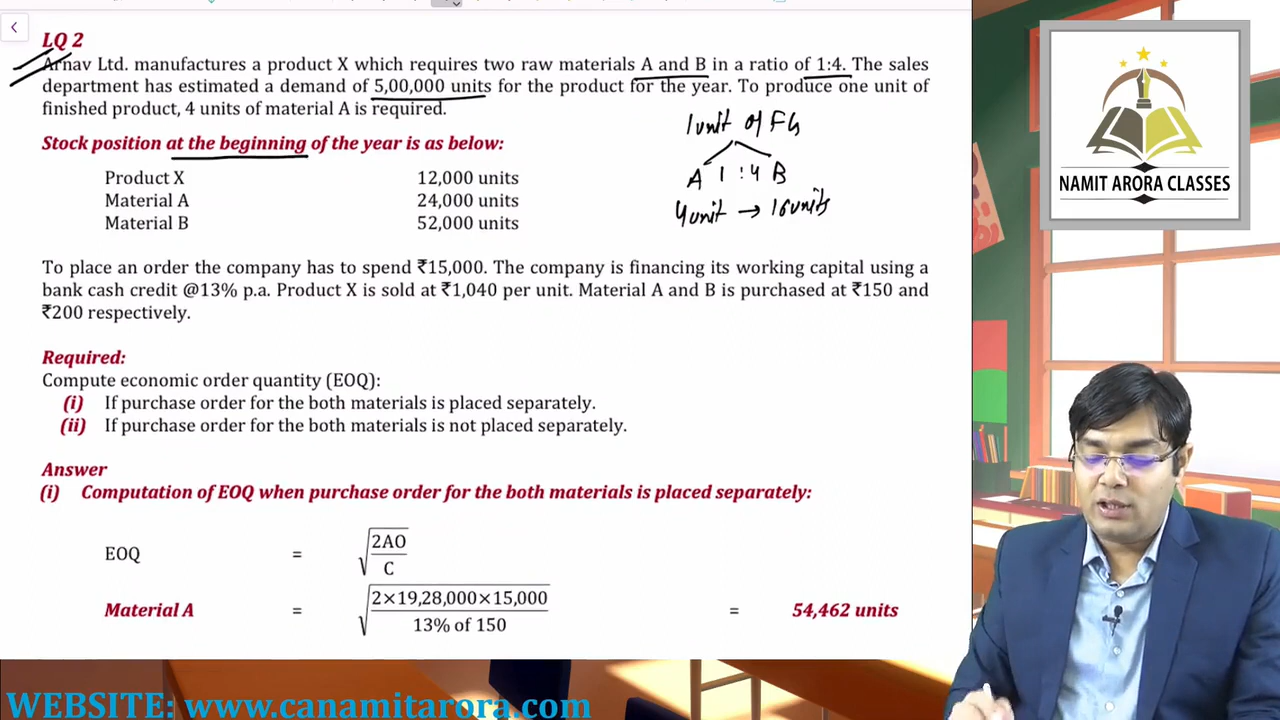 LQ 2
Arnav Ltd. manufactures a product X which requires two raw materials A and B in a ratio of 1:4. The sales
department has estimated a demand of 5,00,000 units for the product for the year. To produce one unit of
finished product, 4 units of material A is required.
Stock position at the beginning of the year is as below:
Product X 12,000 units
Material A 24,000 units
Material B 52,000 units
1 unit of FG
A 1 : 4 B
4 unit → 16 units
To place an order the company has to spend ₹15,000. The company is financing its working capital using a
bank cash credit @13% p.a. Product X is sold at ₹1,040 per unit. Material A and B is purchased at ₹150 and
₹200 respectively.
Required:
Compute economic order quantity (EOQ):
(i) If purchase order for the both materials is placed separately.
(ii) If purchase order for the both materials is not placed separately.
Answer
(i) Computation of EOQ when purchase order for the both materials is placed separately:
EOQ = √2AO
C
Material A = √2×19,28,000×15,000 = 54,462 units
13% of 150
NAMIT ARORA CLASSES
WEBSITE: www.canamitarora.com